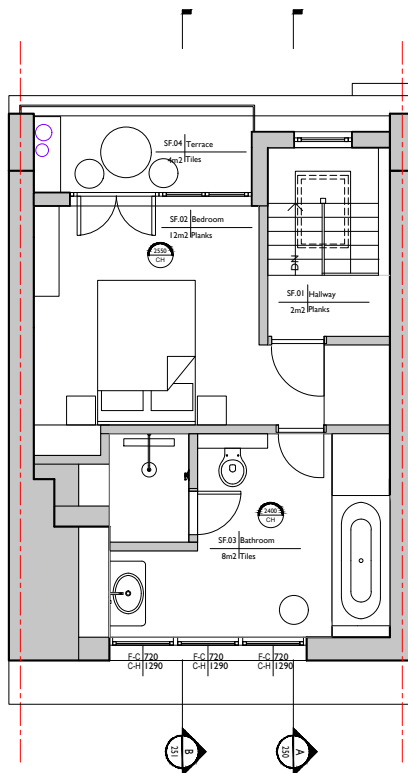 SF.04 Terrace
4m2 Tiles
SF.02 Bedroom
12m2 Planks
2550
CH
DN
SF.01 Hallway
2m2 Planks
2400
CH
SF.03 Bathroom
8m2 Tiles
F-C 720
C-H 1290
F-C 720
C-H 1290
F-C 720
C-H 1290
B
251
A
250